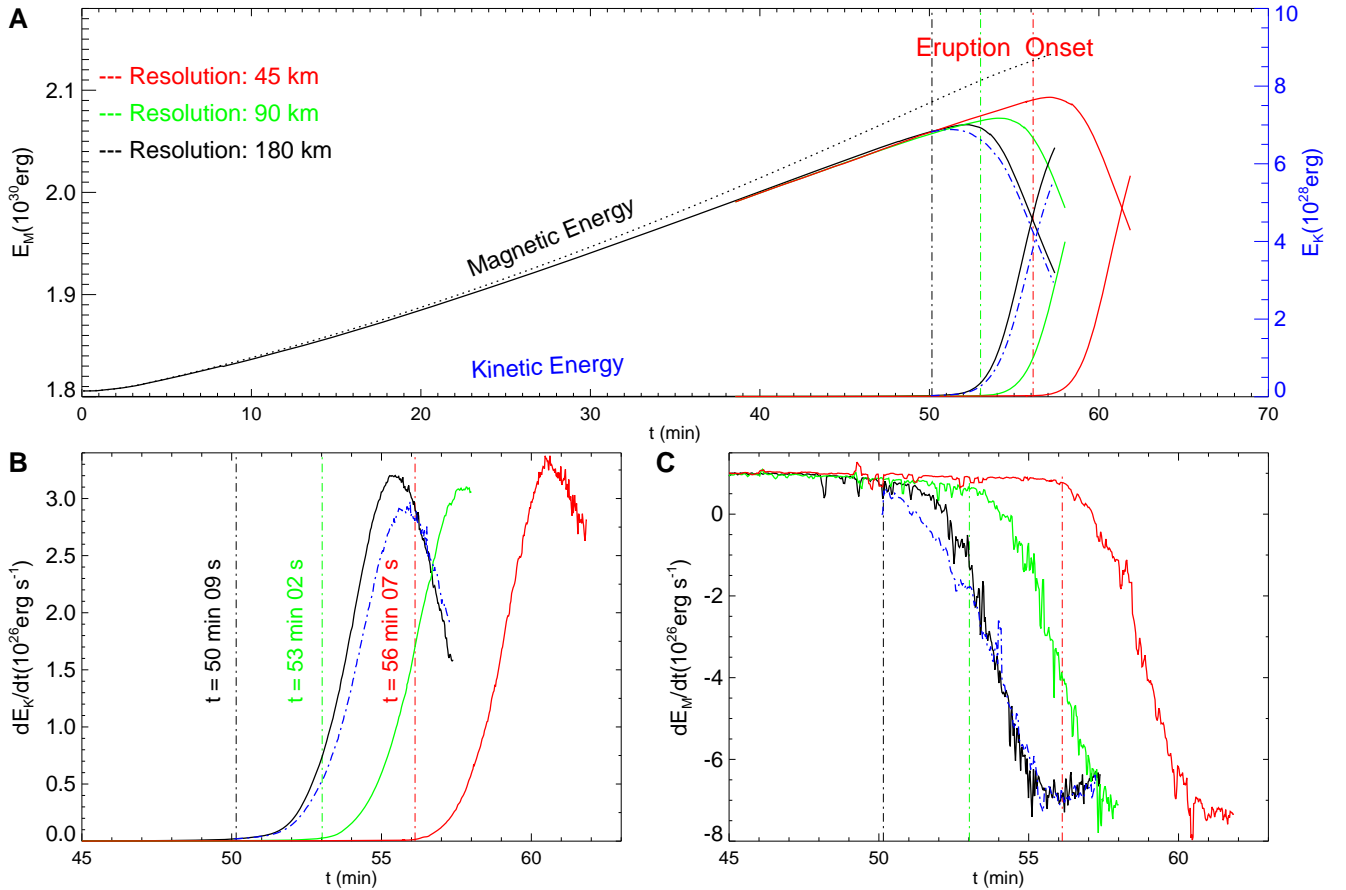 A
Eruption Onset
--- Resolution: 45 km
--- Resolution: 90 km
--- Resolution: 180 km
Magnetic Energy
Kinetic Energy
E_M(10^30erg)
2.1
2.0
1.9
1.8
E_K(10^28erg)
10
8
6
4
2
0
0 10 20 30 40 50 60 70
t (min)
B
dE_K/dt(10^26erg s^-1)
3.0
2.5
2.0
1.5
1.0
0.5
0.0
t = 50 min 09 s
t = 53 min 02 s
t = 56 min 07 s
45 50 55 60
t (min)
C
dE_M/dt(10^26erg s^-1)
0
-2
-4
-6
-8
45 50 55 60
t (min)